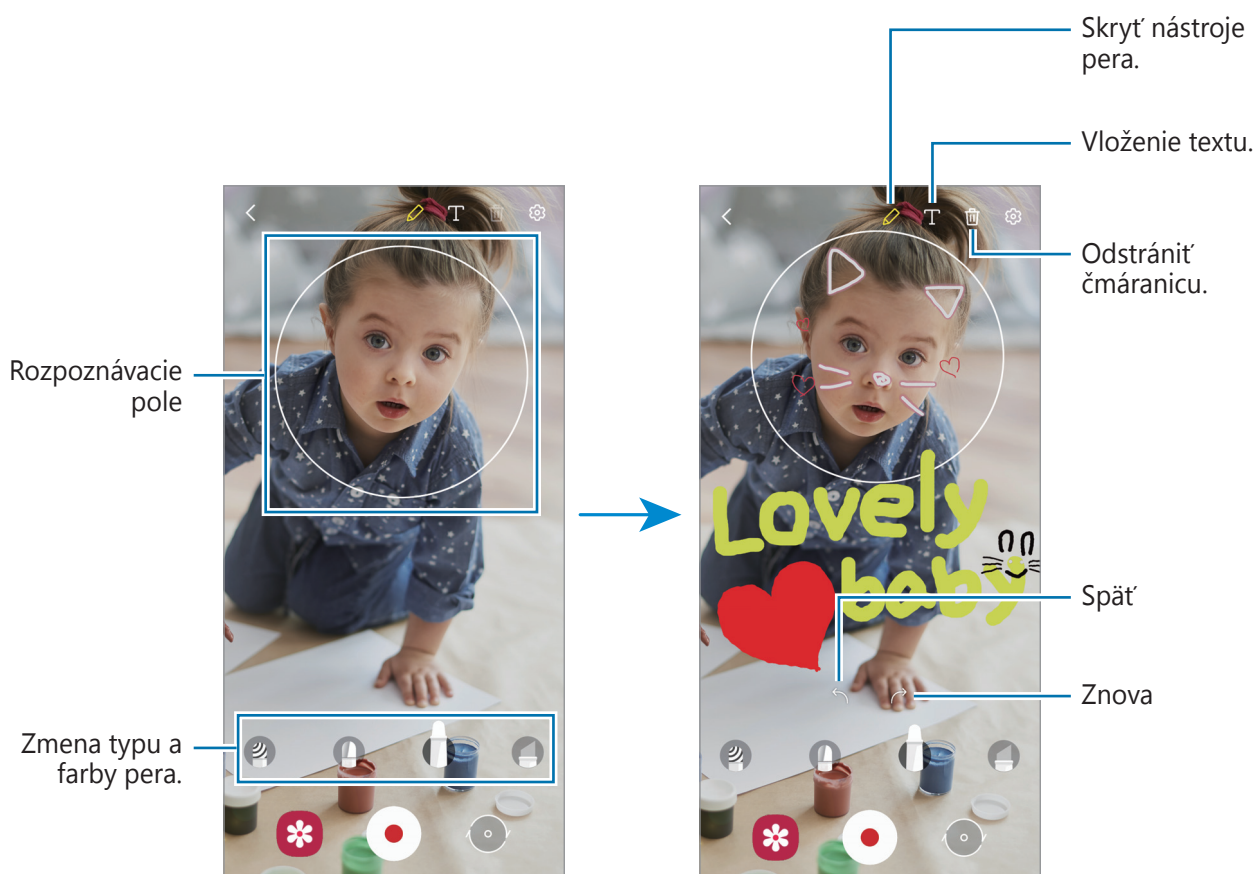 Skryť nástroje
pera.
Vloženie textu.
Odstrániť
čmáranicu.
Rozpoznávacie
pole
Lovely
baby
Späť
Znova
Zmena typu a
farby pera.